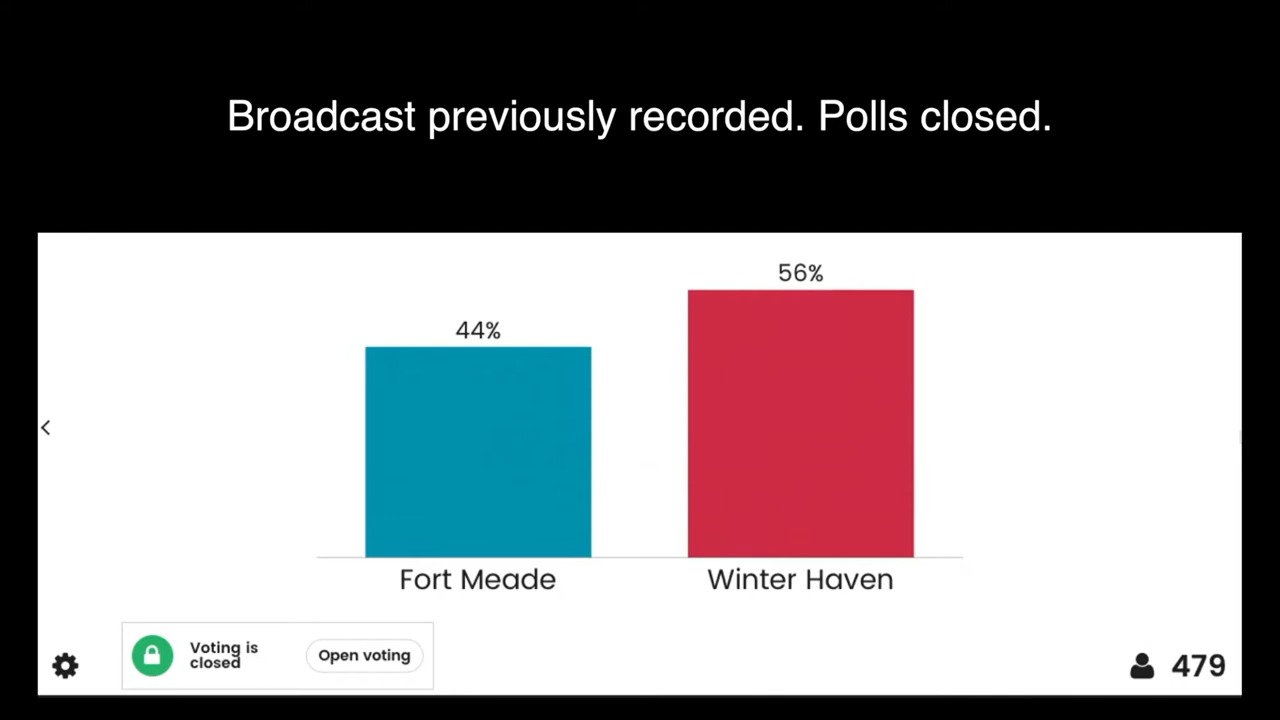 Broadcast previously recorded. Polls closed.
56%
44%
Fort Meade
Winter Haven
Voting is
closed
Open voting
479